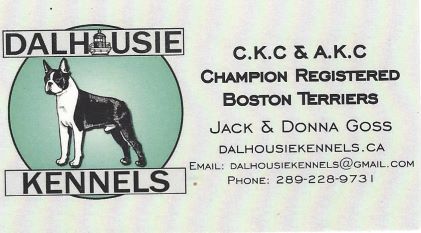 DALHOUSIE
KENNELS
C.K.C & A.K.C
CHAMPION REGISTERED
BOSTON TERRIERS
JACK & DONNA GOSS
DALHOUSIEKENNELS.CA
EMAIL: DALHOUSIEKENNELS@GMAIL.COM
PHONE: 289-228-9731